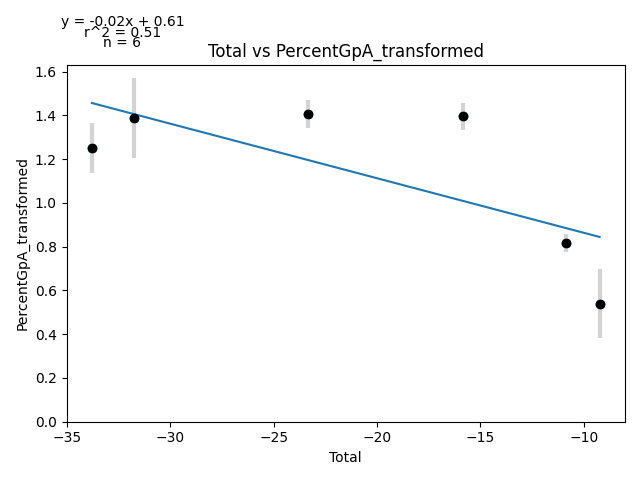 y = -0.02x + 0.61
r^2 = 0.51
n = 6
Total vs PercentGpA_transformed
1.6
1.4
1.2
1.0
0.8
0.6
0.4
0.2
0.0
PercentGpA_transformed
−35 −30 −25 −20 −15 −10
Total